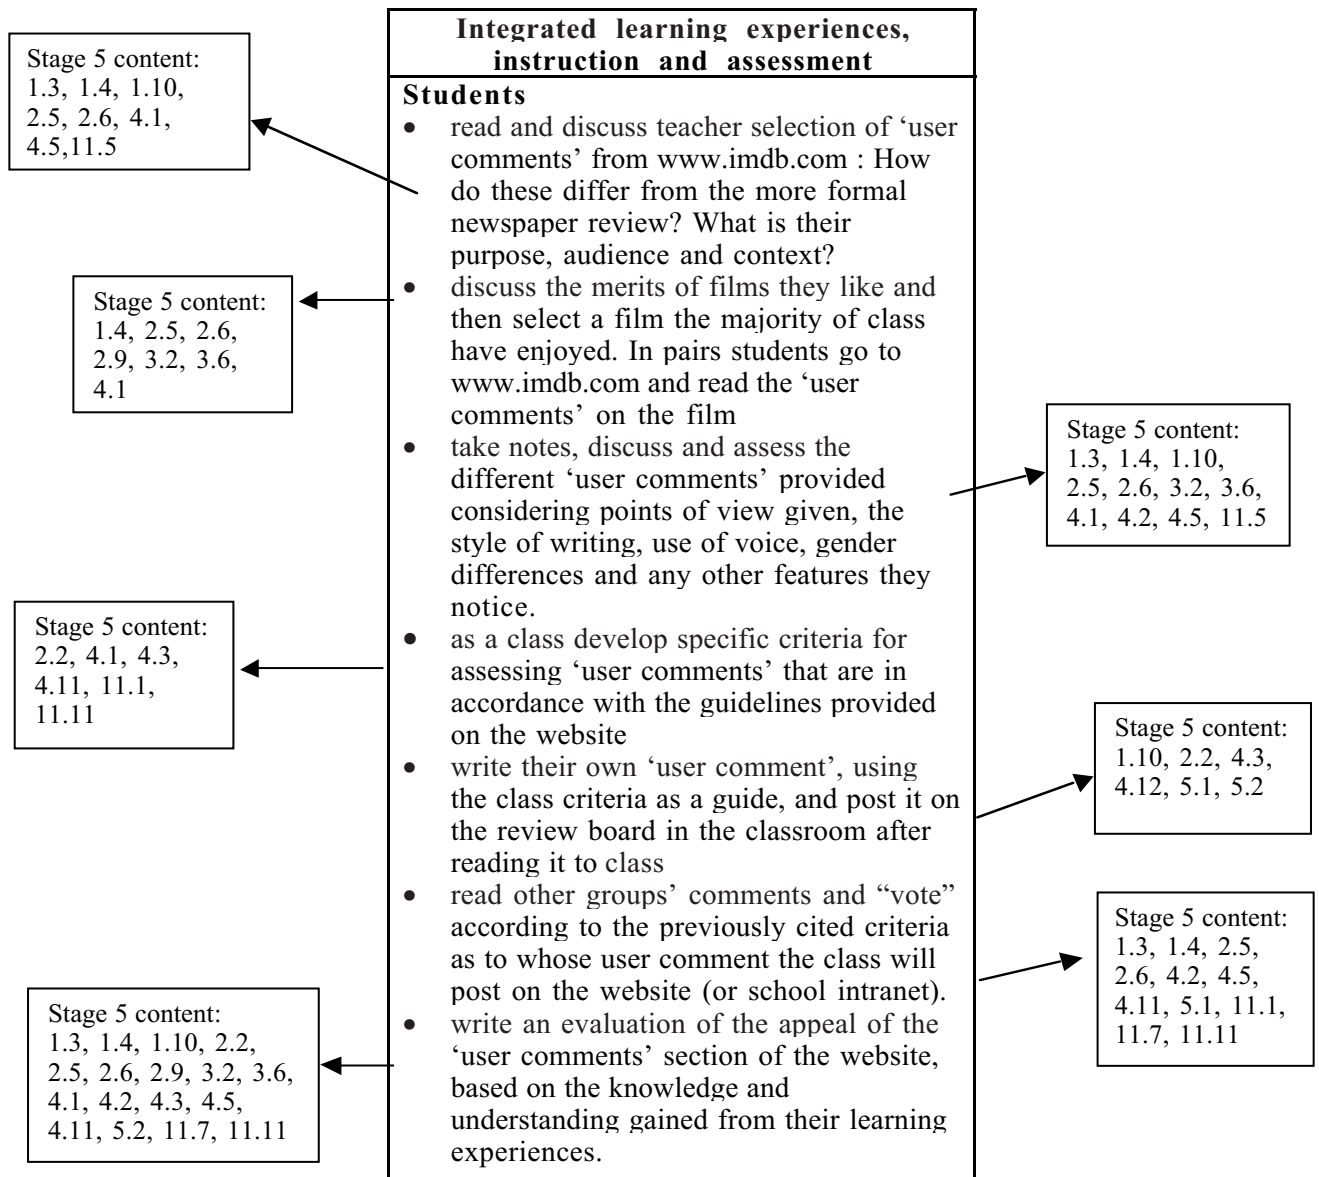 Integrated learning experiences,
instruction and assessment
Stage 5 content:
1.3, 1.4, 1.10,
2.5, 2.6, 4.1,
4.5,11.5
Students
• read and discuss teacher selection of ‘user
comments’ from www.imdb.com : How
do these differ from the more formal
newspaper review? What is their
purpose, audience and context?
Stage 5 content:
1.4, 2.5, 2.6,
2.9, 3.2, 3.6,
4.1
• discuss the merits of films they like and
then select a film the majority of class
have enjoyed. In pairs students go to
www.imdb.com and read the ‘user
comments’ on the film
• take notes, discuss and assess the
different ‘user comments’ provided
considering points of view given, the
style of writing, use of voice, gender
differences and any other features they
notice.
Stage 5 content:
1.3, 1.4, 1.10,
2.5, 2.6, 3.2, 3.6,
4.1, 4.2, 4.5, 11.5
Stage 5 content:
2.2, 4.1, 4.3,
4.11, 11.1,
11.11
• as a class develop specific criteria for
assessing ‘user comments’ that are in
accordance with the guidelines provided
on the website
• write their own ‘user comment’, using
the class criteria as a guide, and post it on
the review board in the classroom after
reading it to class
Stage 5 content:
1.10, 2.2, 4.3,
4.12, 5.1, 5.2
• read other groups’ comments and “vote”
according to the previously cited criteria
as to whose user comment the class will
post on the website (or school intranet).
Stage 5 content:
1.3, 1.4, 2.5,
2.6, 4.2, 4.5,
4.11, 5.1, 11.1,
11.7, 11.11
Stage 5 content:
1.3, 1.4, 1.10, 2.2,
2.5, 2.6, 2.9, 3.2, 3.6,
4.1, 4.2, 4.3, 4.5,
4.11, 5.2, 11.7, 11.11
• write an evaluation of the appeal of the
‘user comments’ section of the website,
based on the knowledge and
understanding gained from their learning
experiences.